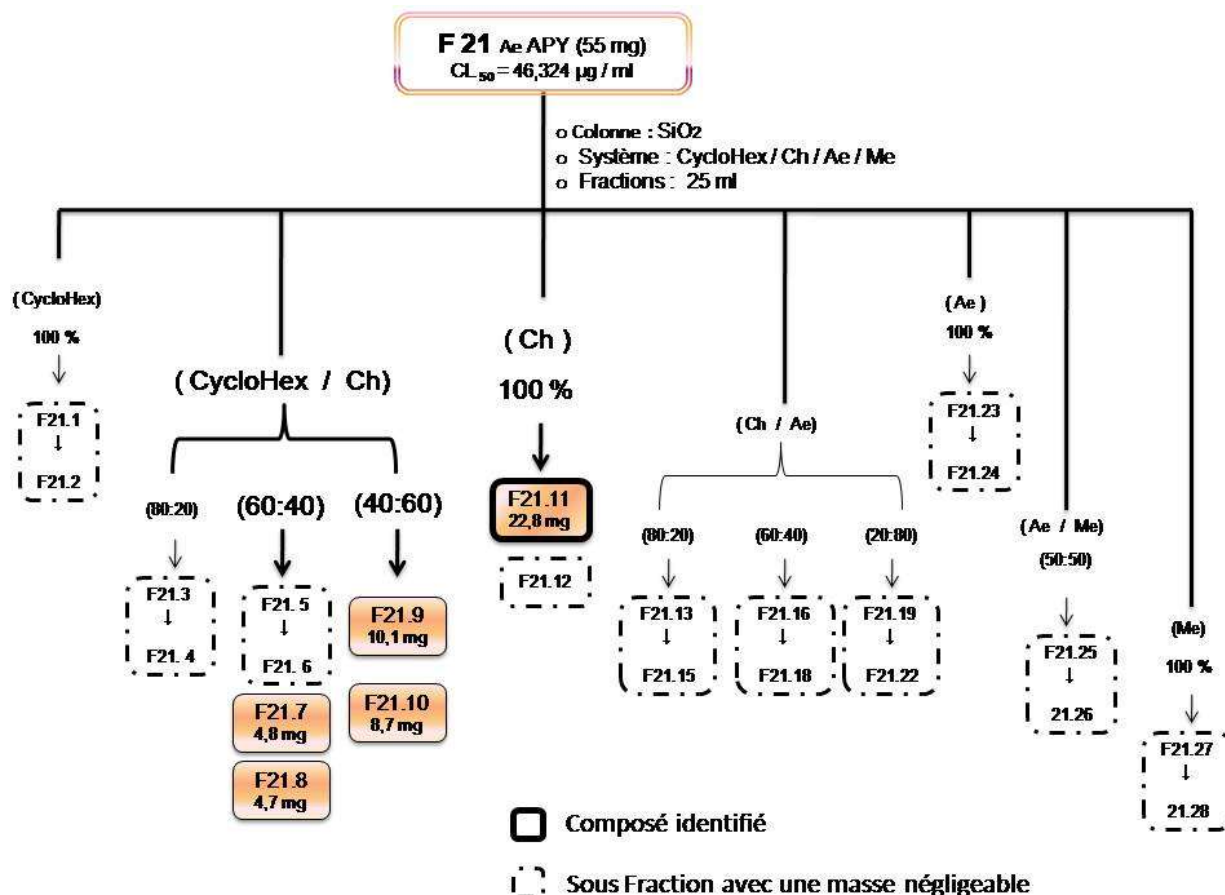 F 21 Ae APY (55 mg)
CL 50 = 46,324 µg / ml
o Colonne : SiO2
o Système : CycloHex / Ch / Ae / Me
o Fractions : 25 ml
( CycloHex)
100 %
F21.1
↓
F21.2
( CycloHex / Ch)
(80:20)
F21.3
↓
F21. 4
(60:40)
F21. 5
↓
F21. 6
F21.7
4,8 mg
F21.8
4,7 mg
(40:60)
F21.9
10,1 mg
F21.10
8,7 mg
( Ch )
100 %
F21.11
22,8 mg
F21.12
(Ch / Ae)
(80:20)
F21.13
↓
F21.15
(60:40)
F21.16
↓
F21.18
(20:80)
F21.19
↓
F21.22
(Ae )
100 %
F21.23
↓
F21.24
(Ae / Me)
(50:50)
F21.25
↓
21.26
(Me)
100 %
F21.27
↓
21.28
Composé identifié
Sous Fraction avec une masse négligeable